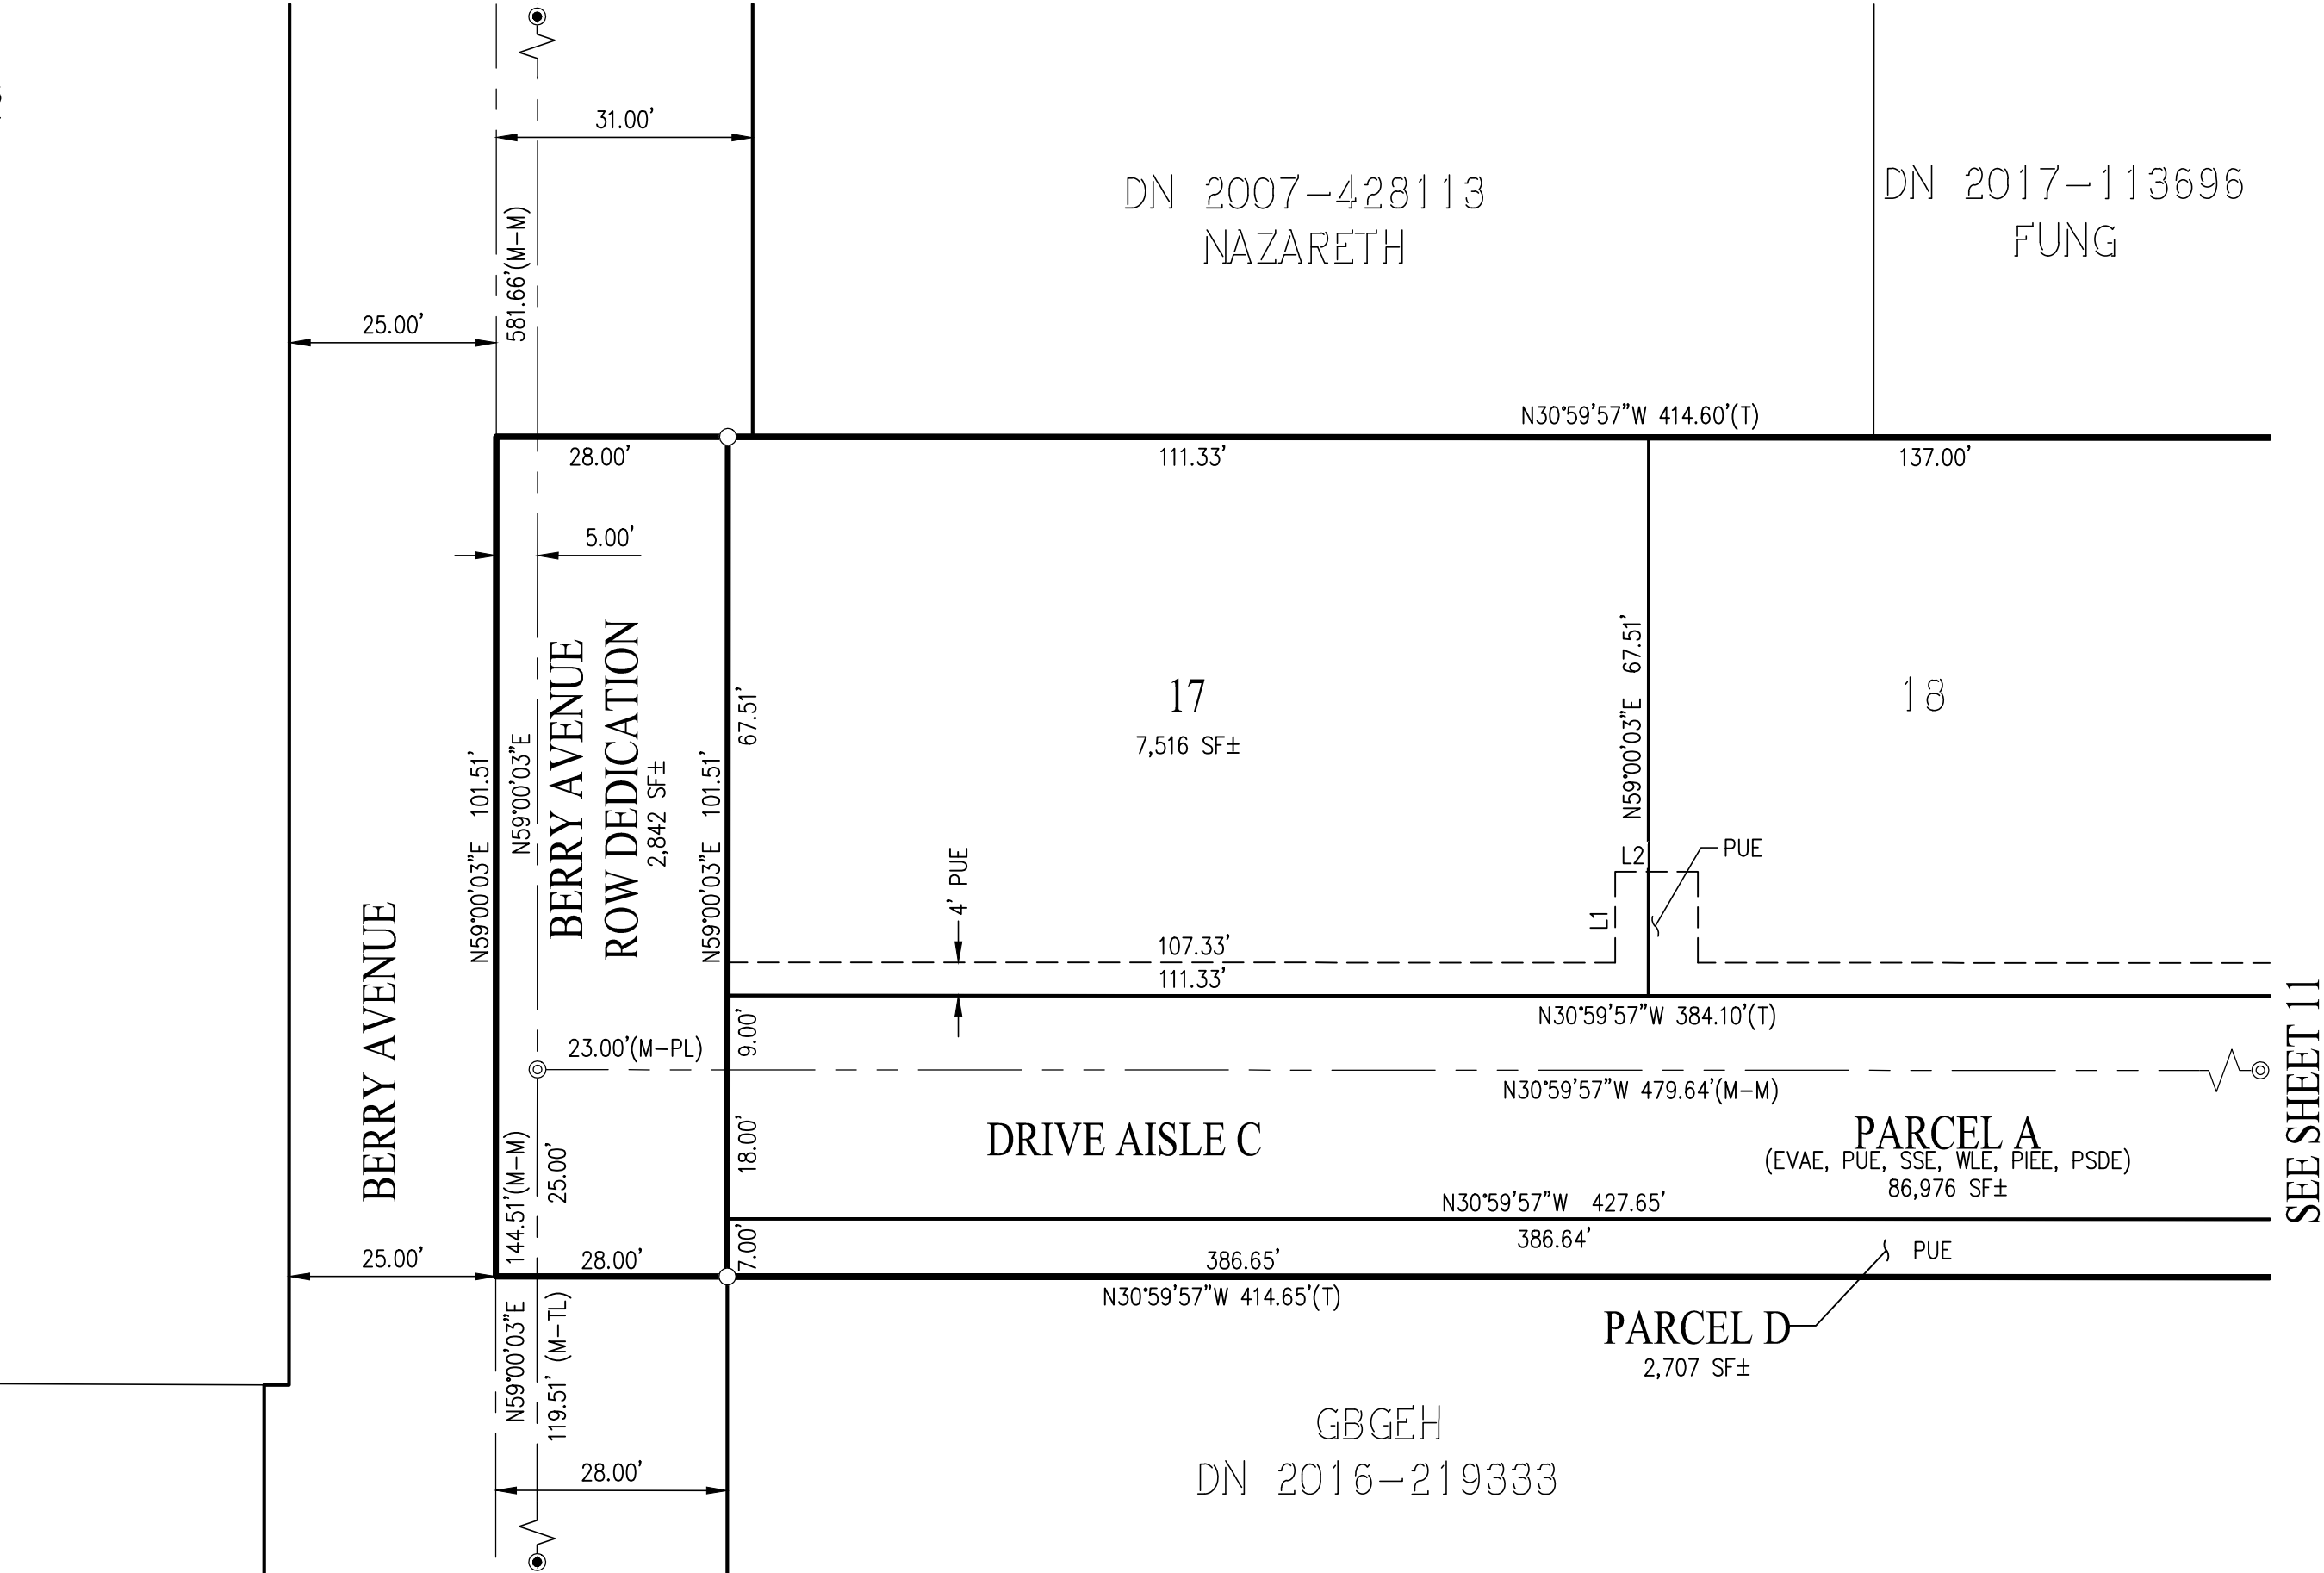 31.00'
581.66'(M-M)
25.00'
DN 2007-428113
NAZARETH
DN 2017-113696
FUNG
N30°59'57"W 414.60'(T)
28.00'
111.33'
137.00'
5.00'
BERRY AVENUE
ROW DEDICATION
2,842 SF±
N59°00'03"E 101.51'
N59°00'03"E
N59°00'03"E 101.51'
67.51'
17
7,516 SF±
N59°00'03"E 67.51'
18
4' PUE
L2
PUE
L1
107.33'
111.33'
N30°59'57"W 384.10'(T)
BERRY AVENUE
23.00'(M-PL)
9.00'
N30°59'57"W 479.64'(M-M)
SEE SHEET 11
144.51'(M-M)
25.00'
18.00'
DRIVE AISLE C
PARCEL A
(EVAE, PUE, SSE, WLE, PIEE, PSDE)
86,976 SF±
N30°59'57"W 427.65'
25.00'
28.00'
7.00'
386.65'
386.64'
PUE
N30°59'57"W 414.65'(T)
N59°00'03"E
119.51' (M-TL)
PARCEL D
2,707 SF±
GBGEH
DN 2016-219333
28.00'